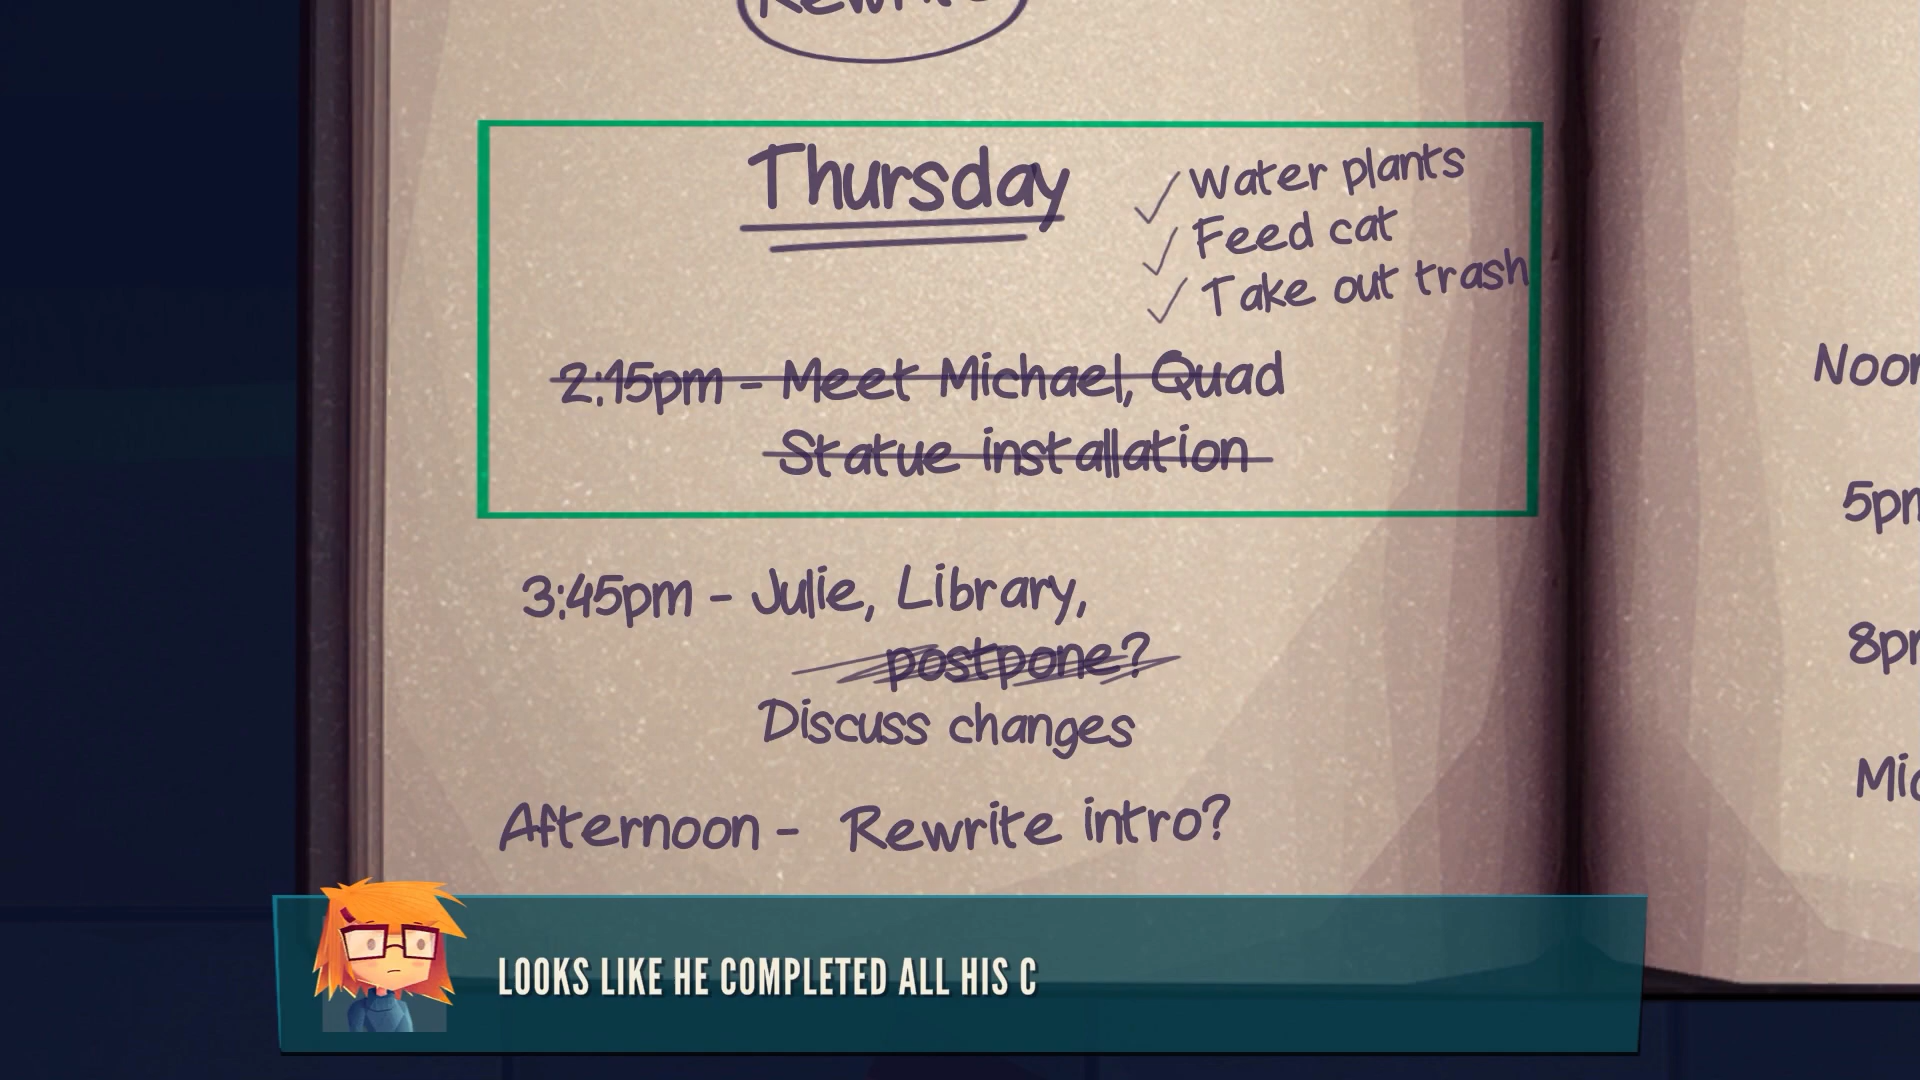 Rewrite
Thursday
✓ Water plants
✓ Feed cat
✓ Take out trash
2:15pm - Meet Michael, Quad
Statue installation
3:45pm - Julie, Library,
postpone?
Discuss changes
Afternoon - Rewrite intro?
5pm
8pm
LOOKS LIKE HE COMPLETED ALL HIS C